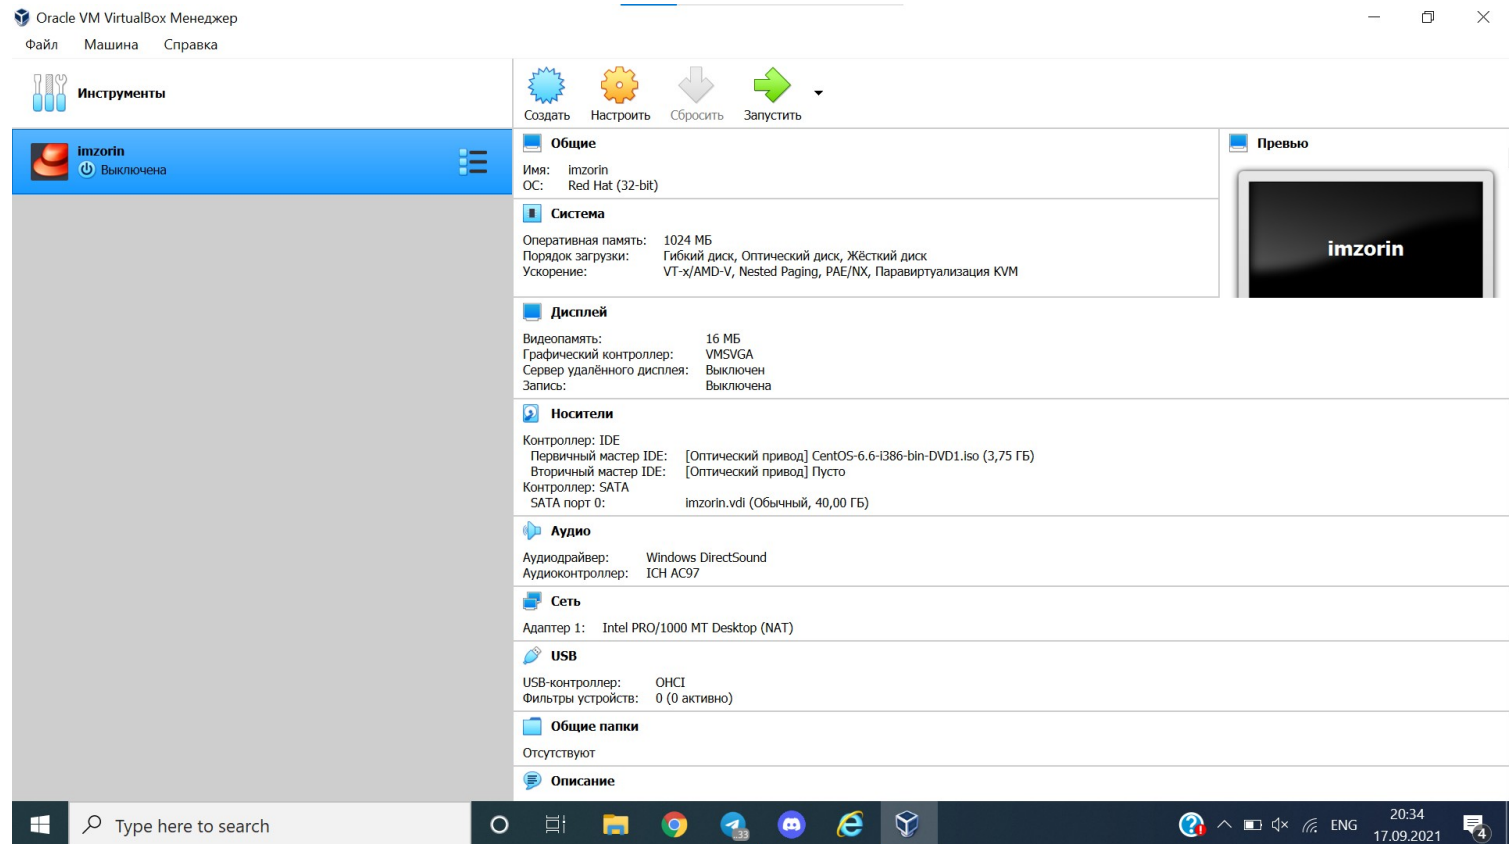 Oracle VM VirtualBox Менеджер
Файл Машина Справка
Инструменты
Создать Настроить Сбросить Запустить
imzorin
Выключена
Общие
Имя: imzorin
ОС: Red Hat (32-bit)
Превью
imzorin
Система
Оперативная память: 1024 МБ
Порядок загрузки: Гибкий диск, Оптический диск, Жёсткий диск
Ускорение: VT-x/AMD-V, Nested Paging, PAE/NX, Паравиртуализация KVM
Дисплей
Видеопамять: 16 МБ
Графический контроллер: VMSVGA
Сервер удалённого дисплея: Выключен
Запись: Выключена
Носители
Контроллер: IDE
Первичный мастер IDE: [Оптический привод] CentOS-6.6-i386-bin-DVD1.iso (3,75 ГБ)
Вторичный мастер IDE: [Оптический привод] Пусто
Контроллер: SATA
SATA порт 0: imzorin.vdi (Обычный, 40,00 ГБ)
Аудио
Аудиодрайвер: Windows DirectSound
Аудиоконтроллер: ICH AC97
Сеть
Адаптер 1: Intel PRO/1000 MT Desktop (NAT)
USB
USB-контроллер: OHCI
Фильтры устройств: 0 (0 активно)
Общие папки
Отсутствуют
Описание
Type here to search
33
ENG
20:34
17.09.2021
4